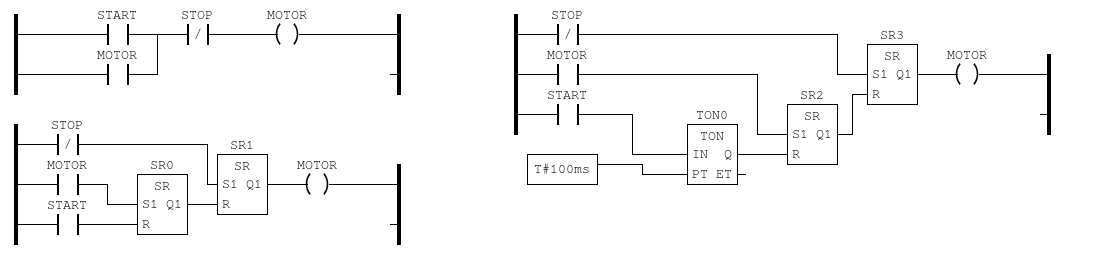 START STOP MOTOR
/
MOTOR
STOP
/
MOTOR
START
SR0
SR
S1 Q1
R
SR1
SR
S1 Q1
R
MOTOR
STOP
/
MOTOR
START
T#100ms
TON0
TON
IN Q
PT ET
SR2
SR
S1 Q1
R
SR3
SR
S1 Q1
R
MOTOR